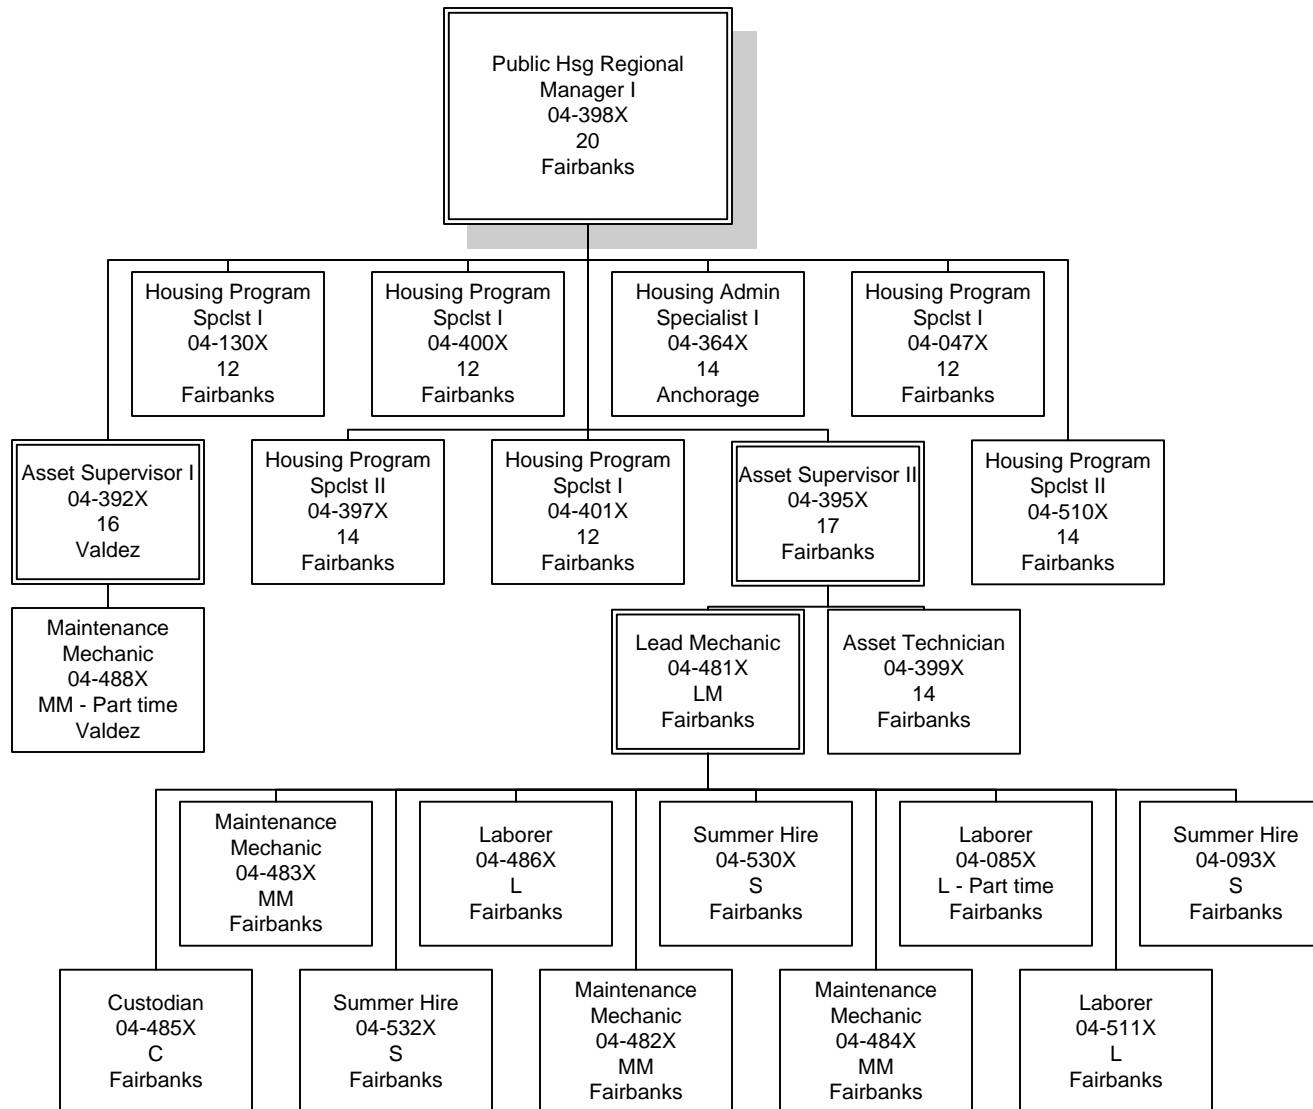 Public Hsg Regional
Manager I
04-398X
20
Fairbanks
Housing Program
Spclst I
04-130X
12
Fairbanks
Housing Program
Spclst I
04-400X
12
Fairbanks
Housing Admin
Specialist I
04-364X
14
Anchorage
Housing Program
Spclst I
04-047X
12
Fairbanks
Asset Supervisor I
04-392X
16
Valdez
Housing Program
Spclst II
04-397X
14
Fairbanks
Housing Program
Spclst I
04-401X
12
Fairbanks
Asset Supervisor II
04-395X
17
Fairbanks
Housing Program
Spclst II
04-510X
14
Fairbanks
Maintenance
Mechanic
04-488X
MM - Part time
Valdez
Lead Mechanic
04-481X
LM
Fairbanks
Asset Technician
04-399X
14
Fairbanks
Maintenance
Mechanic
04-483X
MM
Fairbanks
Laborer
04-486X
L
Fairbanks
Summer Hire
04-530X
S
Fairbanks
Laborer
04-085X
L - Part time
Fairbanks
Summer Hire
04-093X
S
Fairbanks
Custodian
04-485X
C
Fairbanks
Summer Hire
04-532X
S
Fairbanks
Maintenance
Mechanic
04-482X
MM
Fairbanks
Maintenance
Mechanic
04-484X
MM
Fairbanks
Laborer
04-511X
L
Fairbanks